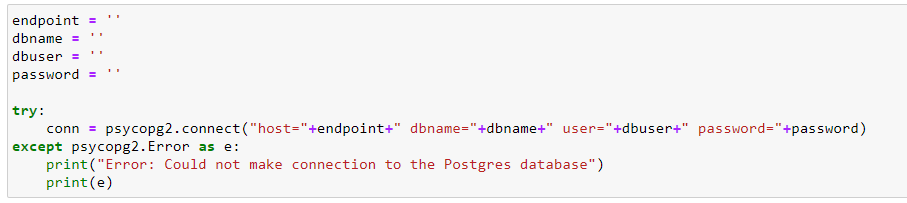 endpoint = ''
dbname = ''
dbuser = ''
password = ''

try:
    conn = psycopg2.connect("host="+endpoint+" dbname="+dbname+" user="+dbuser+" password="+password)
except psycopg2.Error as e:
    print("Error: Could not make connection to the Postgres database")
    print(e)